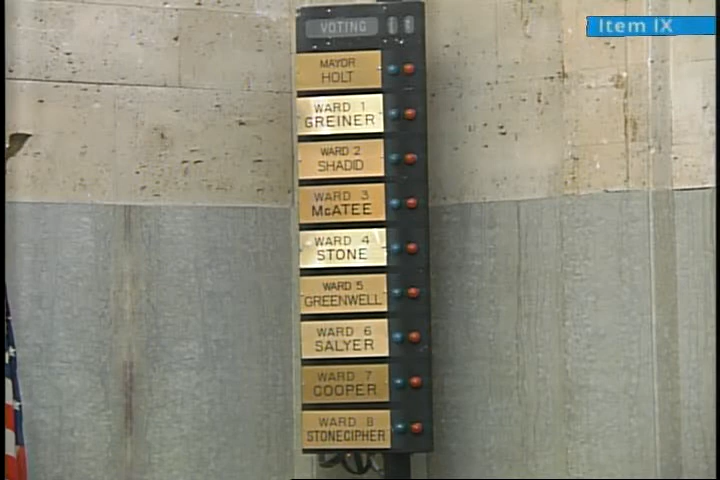 Item IX
VOTING
MAYOR
HOLT
WARD 1
GREINER
WARD 2
SHADID
WARD 3
McATEE
WARD 4
STONE
WARD 5
GREENWELL
WARD 6
SALYER
WARD 7
COOPER
WARD 8
STONECIPHER